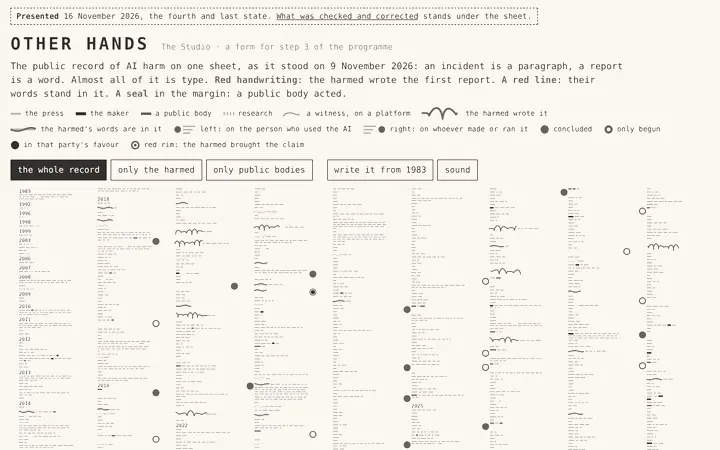 Presented 16 November 2026, the fourth and last state. What was checked and corrected stands under the sheet.
OTHER HANDS The Studio - a form for step 3 of the programme
The public record of AI harm on one sheet, as it stood on 9 November 2026: an incident is a paragraph, a report
is a word. Almost all of it is type. Red handwriting: the harmed wrote the first report. A red line: their
words stand in it. A seal in the margin: a public body acted.
the press the maker a public body research a witness, on a platform the harmed wrote it
the harmed's words are in it left: on the person who used the AI right: on whoever made or ran it concluded only begun
in that party's favour red rim: the harmed brought the claim
the whole record only the harmed only public bodies write it from 1983 sound
1983
1992
1996
1998
1999
2003
2006
2007
2008
2009
2010
2011
2012
2013
2014
2018
2019
2022
2025